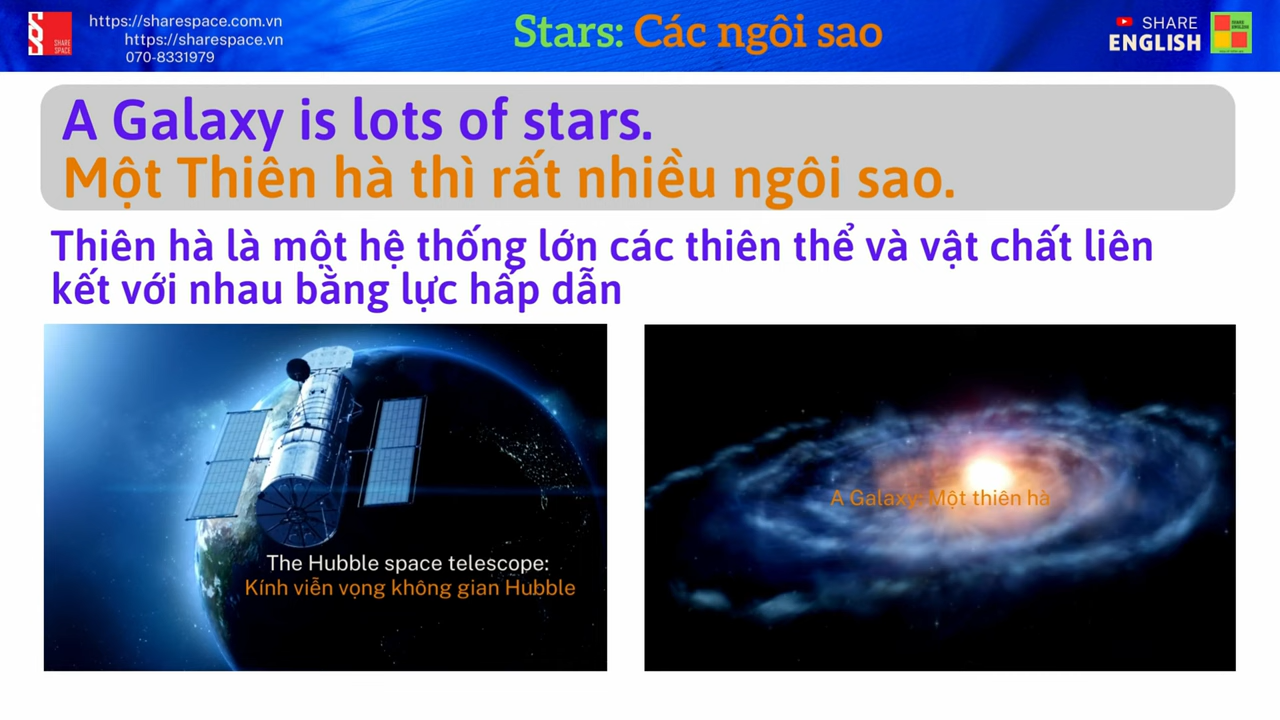 SHARE
SPACE
https://sharespace.com.vn
https://sharespace.vn
070-8331979
Stars: Các ngôi sao
SHARE
ENGLISH
A Galaxy is lots of stars.
Một Thiên hà thì rất nhiều ngôi sao.
Thiên hà là một hệ thống lớn các thiên thể và vật chất liên
kết với nhau bằng lực hấp dẫn
The Hubble space telescope:
Kính viễn vọng không gian Hubble
A Galaxy: Một thiên hà